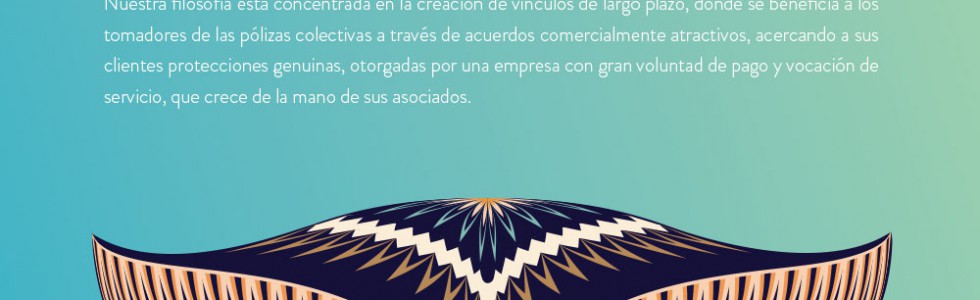 Nuestra filosofía está concentrada en la creación de vínculos de largo plazo, donde se beneficia a los
tomadores de las pólizas colectivas a través de acuerdos comercialmente atractivos, acercando a sus
clientes protecciones genuinas, otorgadas por una empresa con gran voluntad de pago y vocación de
servicio, que crece de la mano de sus asociados.